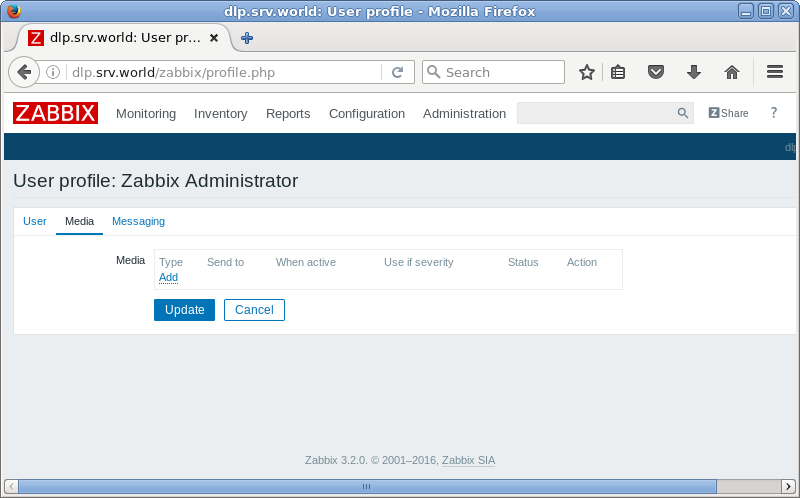 dlp.srv.world: User profile - Mozilla Firefox
dlp.srv.world: User pr...
dlp.srv.world/zabbix/profile.php Search
ZABBIX Monitoring Inventory Reports Configuration Administration Z Share ?
dlp
User profile: Zabbix Administrator
User Media Messaging
Media Type Send to When active Use if severity Status Action
Add
Update Cancel
Zabbix 3.2.0. © 2001–2016, Zabbix SIA